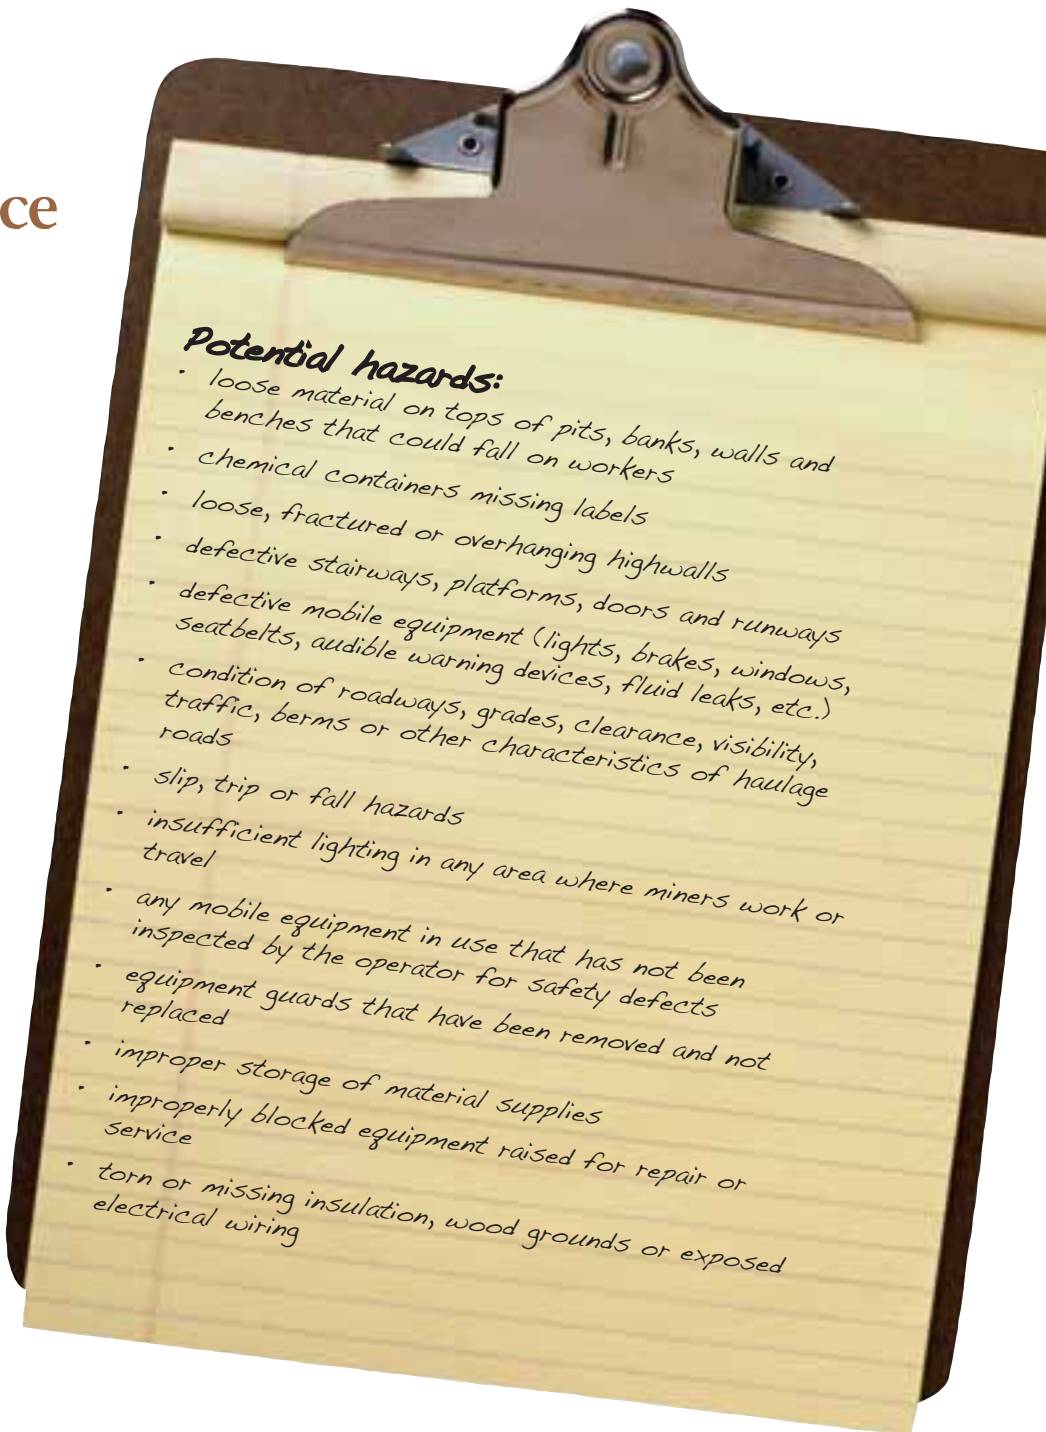 ce
Potential hazards:
• loose material on tops of pits, banks, walls and
benches that could fall on workers
• chemical containers missing labels
• loose, fractured or overhanging highwalls
• defective stairways, platforms, doors and runways
• defective mobile equipment (lights, brakes, windows,
seatbelts, audible warning devices, fluid leaks, etc.)
• condition of roadways, grades, clearance, visibility,
traffic, berms or other characteristics of haulage
roads
• slip, trip or fall hazards
• insufficient lighting in any area where miners work or
travel
• any mobile equipment in use that has not been
inspected by the operator for safety defects
• equipment guards that have been removed and not
replaced
• improper storage of material supplies
• improperly blocked equipment raised for repair or
service
• torn or missing insulation, wood grounds or exposed
electrical wiring